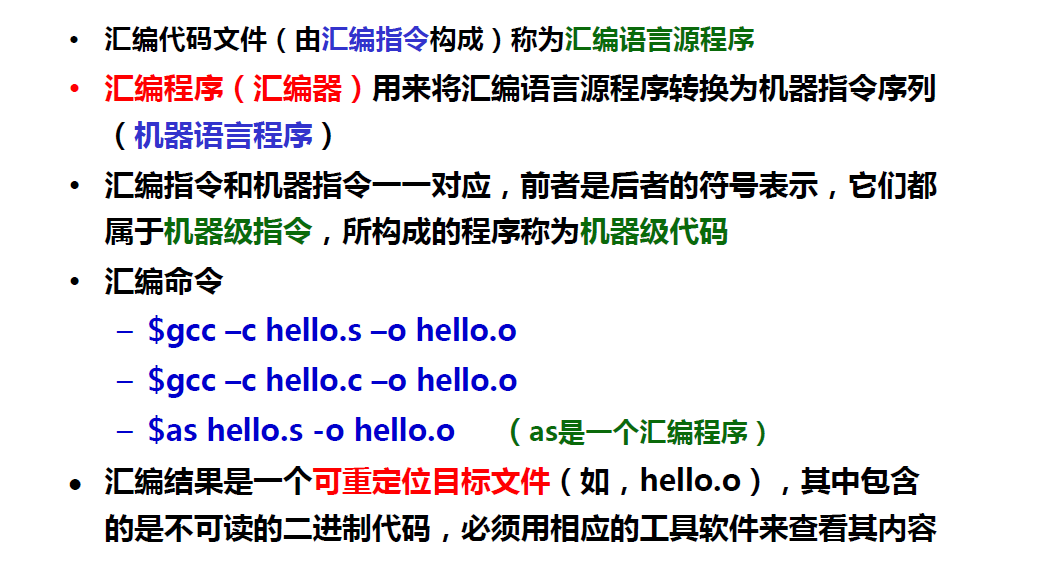 • 汇编代码文件（由汇编指令构成）称为汇编语言源程序
• 汇编程序（汇编器）用来将汇编语言源程序转换为机器指令序列
（机器语言程序）
• 汇编指令和机器指令一一对应，前者是后者的符号表示，它们都
属于机器级指令，所构成的程序称为机器级代码
• 汇编命令
– $gcc –c hello.s –o hello.o
– $gcc –c hello.c –o hello.o
– $as hello.s -o hello.o （as是一个汇编程序）
• 汇编结果是一个可重定位目标文件（如，hello.o），其中包含
的是不可读的二进制代码，必须用相应的工具软件来查看其内容